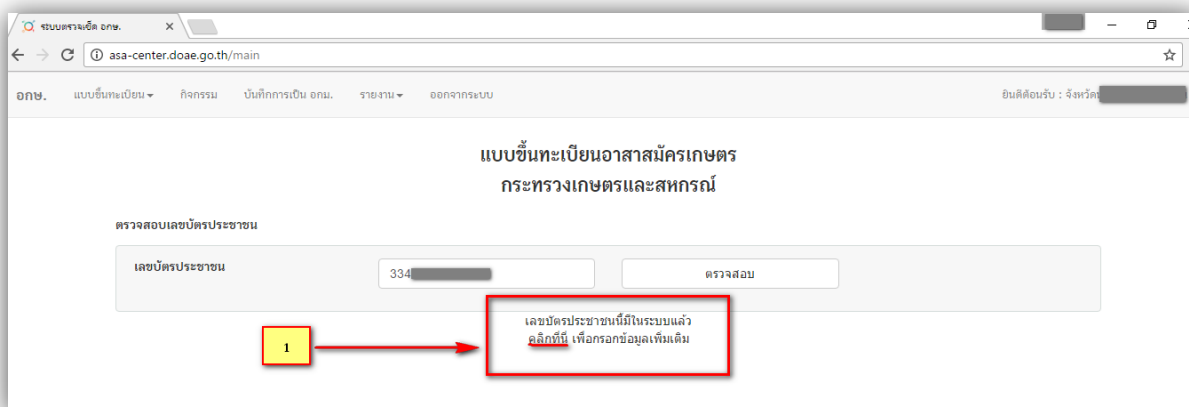 ระบบตรวจเช็ด อกษ.
asa-center.doae.go.th/main
อกษ. แบบขึ้นทะเบียน กิจกรรม บันทึกการเป็น อกม. รายงาน ออกจากระบบ ยินดีต้อนรับ : จังหวัด
แบบขึ้นทะเบียนอาสาสมัครเกษตร
กระทรวงเกษตรและสหกรณ์
ตรวจสอบเลขบัตรประชาชน
เลขบัตรประชาชน 334 ตรวจสอบ
เลขบัตรประชาชนนี้มีในระบบแล้ว
คลิกที่นี่ เพื่อกรอกข้อมูลเพิ่มเติม
1